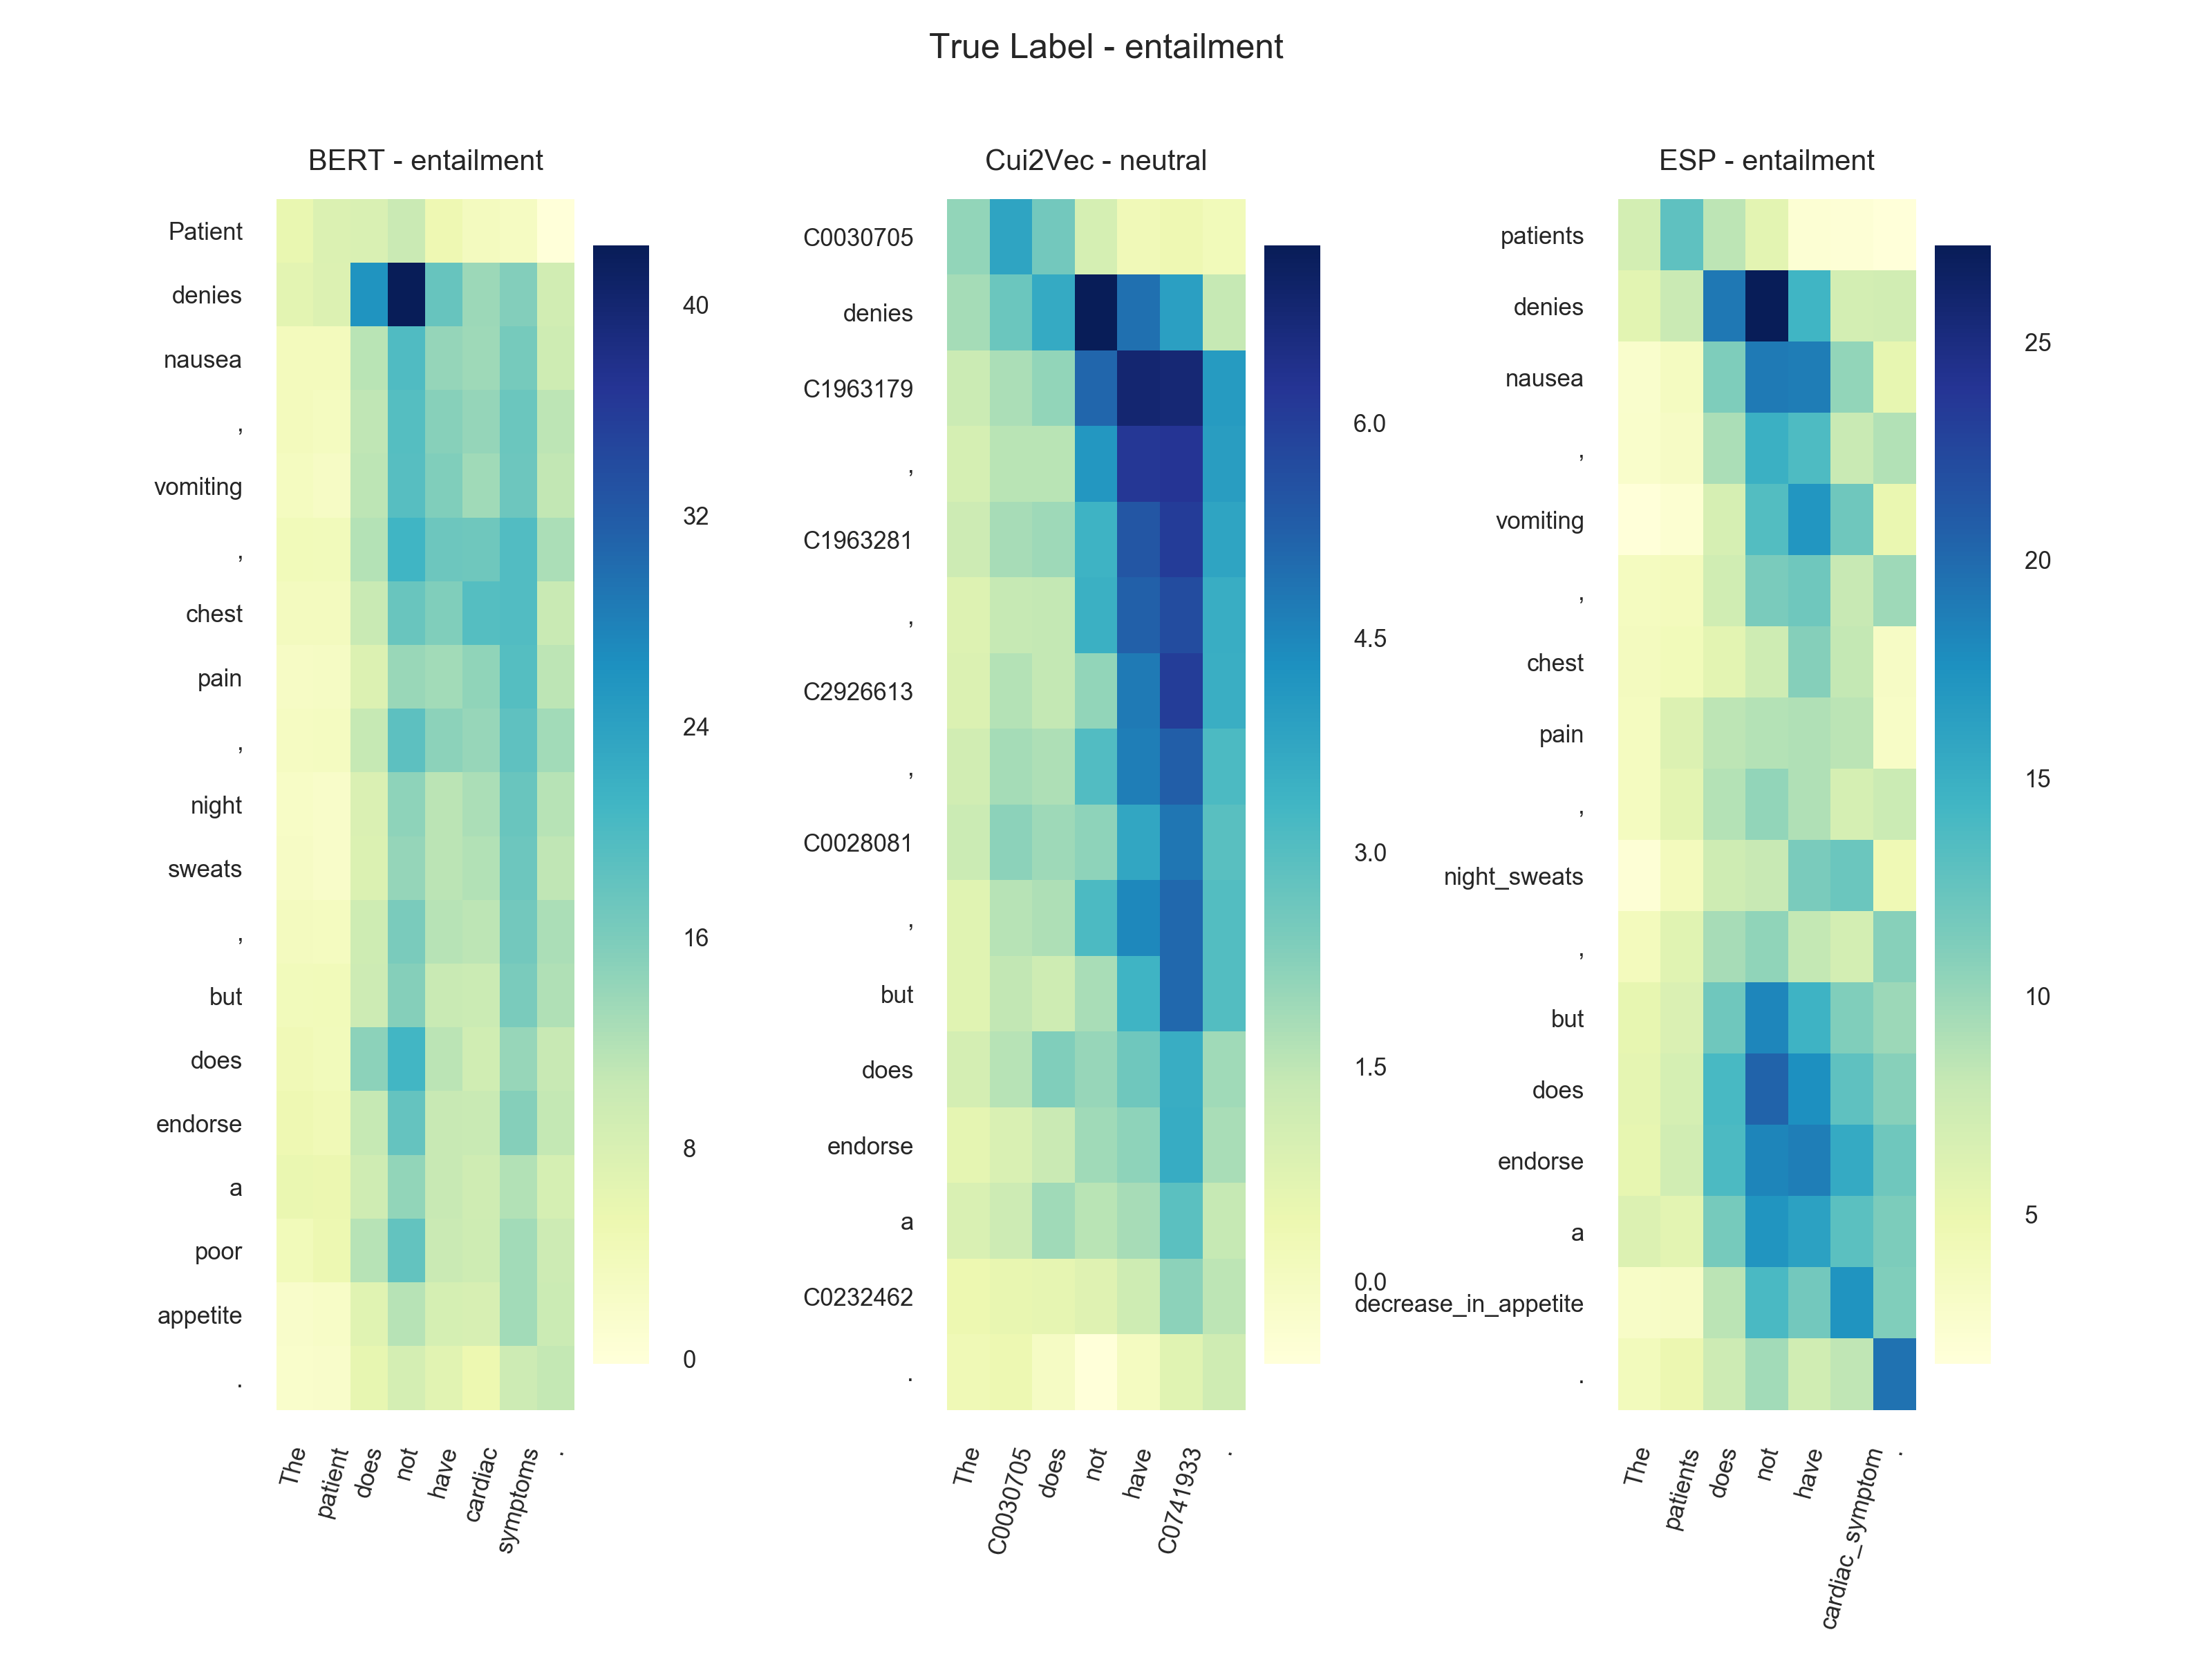 True Label - entailment
BERT - entailment
Patient
denies
nausea
,
vomiting
,
chest
pain
,
night
sweats
,
but
does
endorse
a
poor
appetite
.
The
patient
does
not
have
cardiac
symptoms
.
40
32
24
16
8
0
Cui2Vec - neutral
C0030705
denies
C1963179
,
C1963281
,
C2926613
,
C0028081
,
but
does
endorse
a
C0232462
.
The
C0030705
does
not
have
C0741933
.
6.0
4.5
3.0
1.5
0.0
ESP - entailment
patients
denies
nausea
,
vomiting
,
chest
pain
,
night_sweats
,
but
does
endorse
a
decrease_in_appetite
.
The
patients
does
not
have
cardiac_symptom
.
25
20
15
10
5